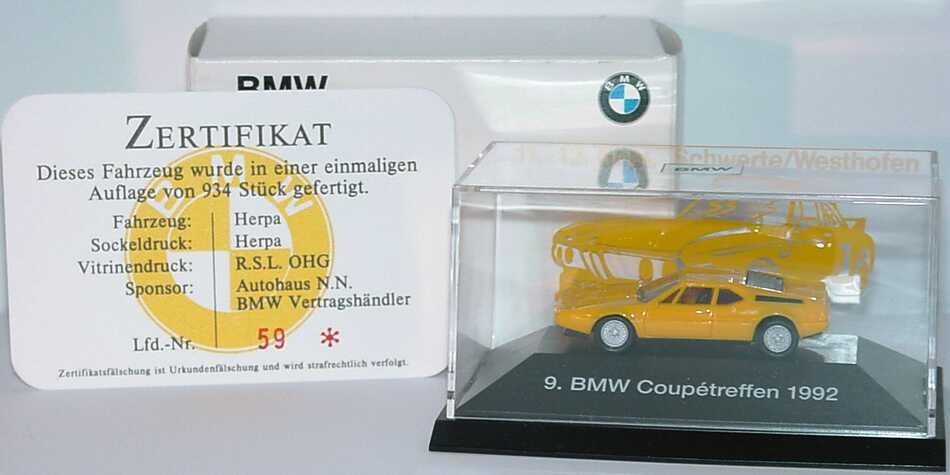 BMW
BMW
ZERTIFIKAT
Dieses Fahrzeug wurde in einer einmaligen
Auflage von 934 Stück gefertigt.
Fahrzeug: Herpa
Sockeldruck: Herpa
Vitrinendruck: R.S.L. OHG
Sponsor: Autohaus N.N.
BMW Vertragshändler
Lfd.-Nr. 59 *
Zertifikatsfälschung ist Urkundenfälschung und wird strafrechtlich verfolgt.
BMW
Schwerte/Westhofen
BMW
9. BMW Coupétreffen 1992